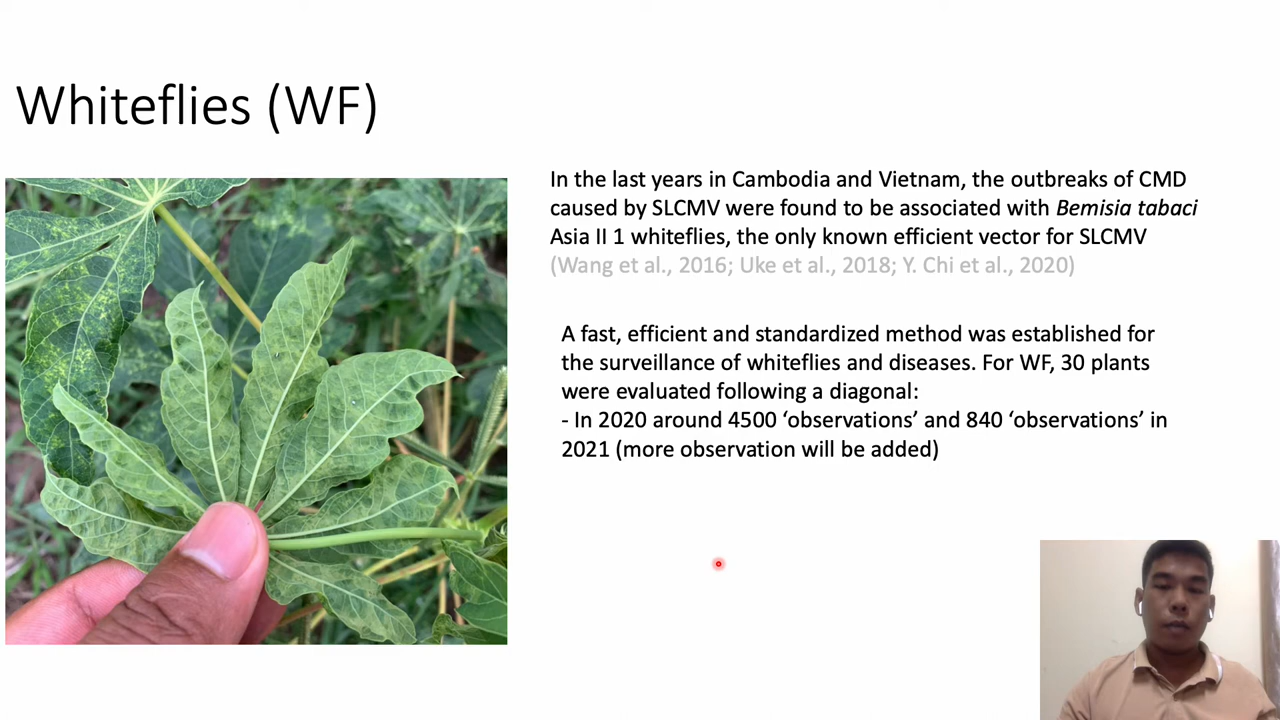 Whiteflies (WF)
In the last years in Cambodia and Vietnam, the outbreaks of CMD
caused by SLCMV were found to be associated with Bemisia tabaci
Asia II 1 whiteflies, the only known efficient vector for SLCMV
(Wang et al., 2016; Uke et al., 2018; Y. Chi et al., 2020)
A fast, efficient and standardized method was established for
the surveillance of whiteflies and diseases. For WF, 30 plants
were evaluated following a diagonal:
- In 2020 around 4500 ‘observations’ and 840 ‘observations’ in
2021 (more observation will be added)